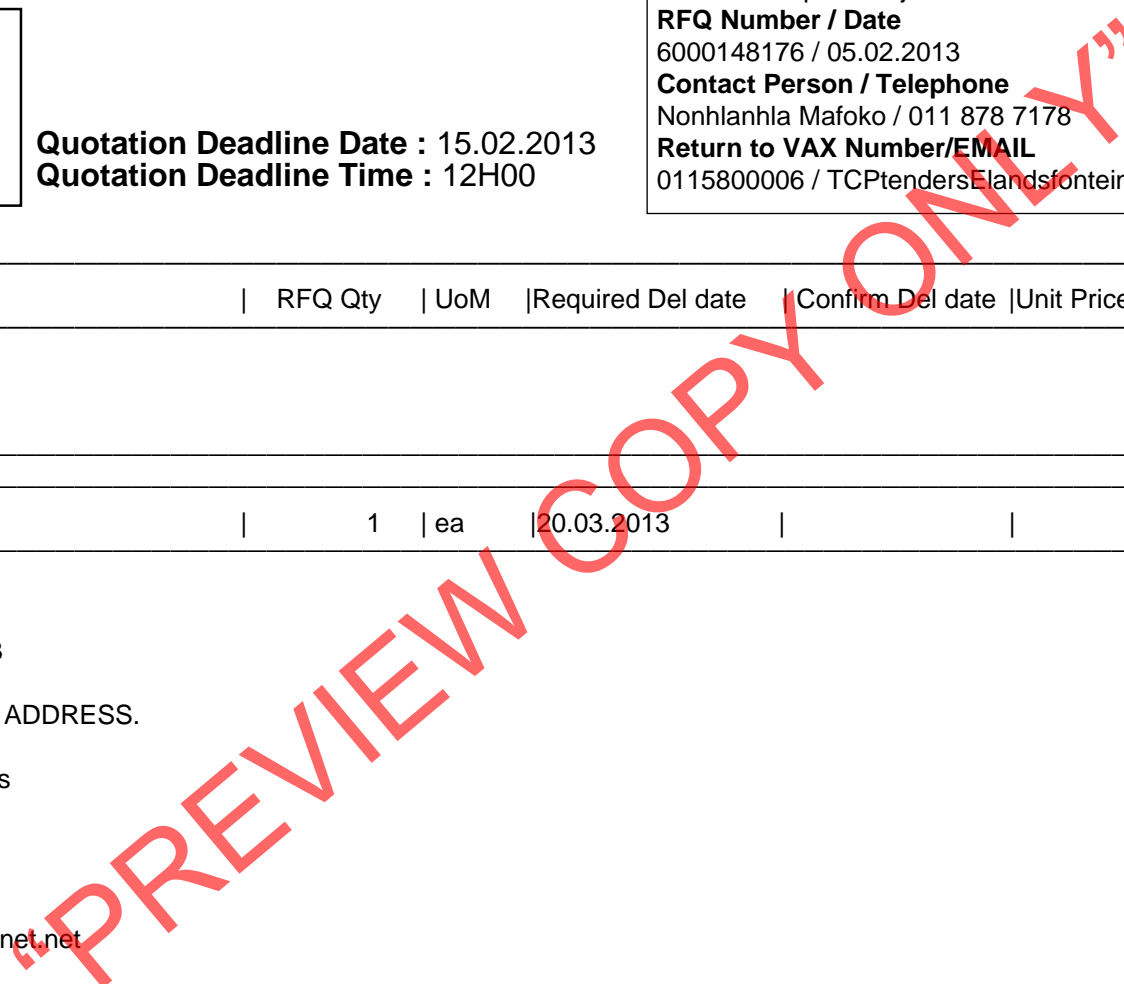 RFQ Number / Date
6000148176 / 05.02.2013
Contact Person / Telephone
Nonhlanhla Mafoko / 011 878 7178
Return to VAX Number/EMAIL
0115800006 / TCPtendersElandsfontein
Quotation Deadline Date : 15.02.2013
Quotation Deadline Time : 12H00
| RFQ Qty | UoM |Required Del date | Confirm Del date |Unit Price
| 1 | ea |20.03.2013 | |
ADDRESS.
s
net.net
“PREVIEW COPY ONLY”